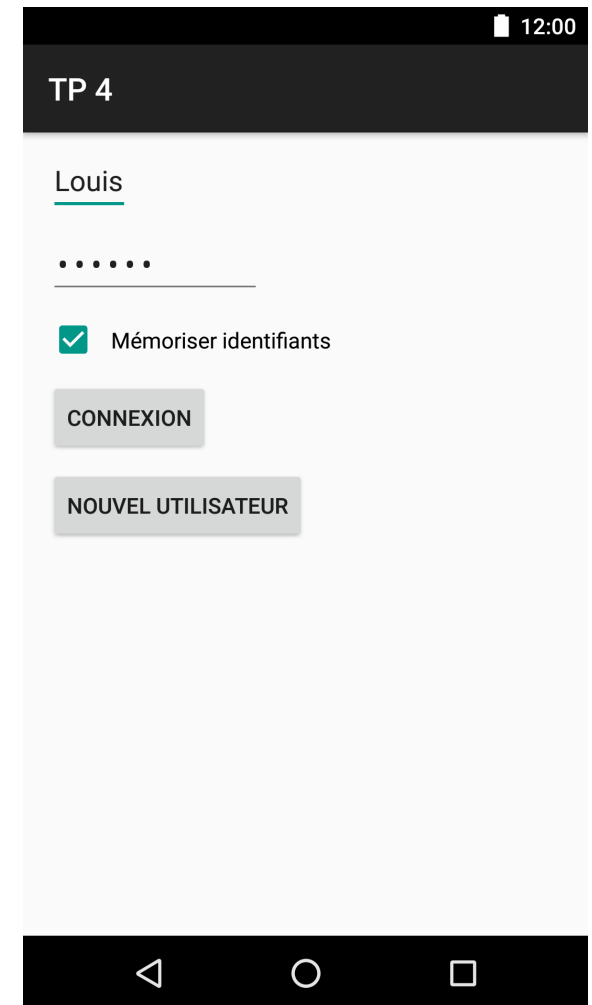 12:00
TP 4
Louis
••••••
Mémoriser identifiants
CONNEXION
NOUVEL UTILISATEUR